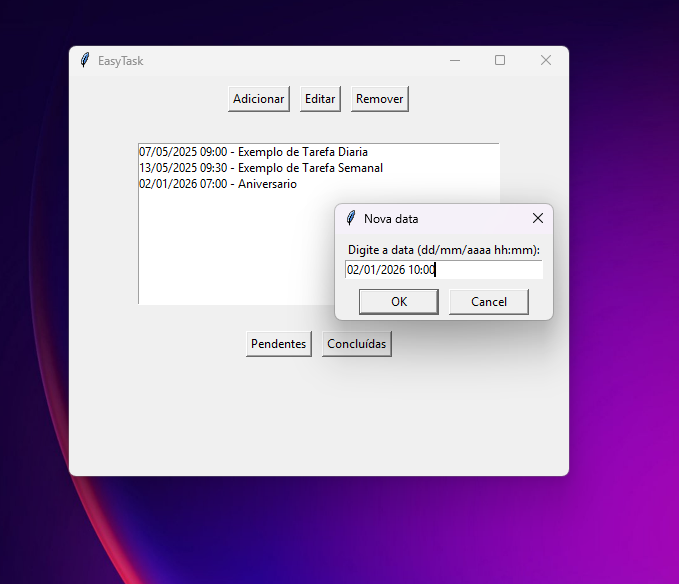 EasyTask
Adicionar Editar Remover
07/05/2025 09:00 - Exemplo de Tarefa Diaria
13/05/2025 09:30 - Exemplo de Tarefa Semanal
02/01/2026 07:00 - Aniversario
Nova data
Digite a data (dd/mm/aaaa hh:mm):
02/01/2026 10:00
OK Cancel
Pendentes Concluídas